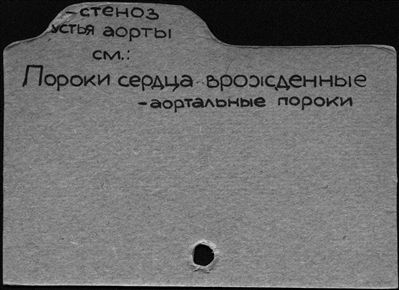 -стеноз
устья аорты
см.:
Пороки сердца врожденные
-аортальные пороки